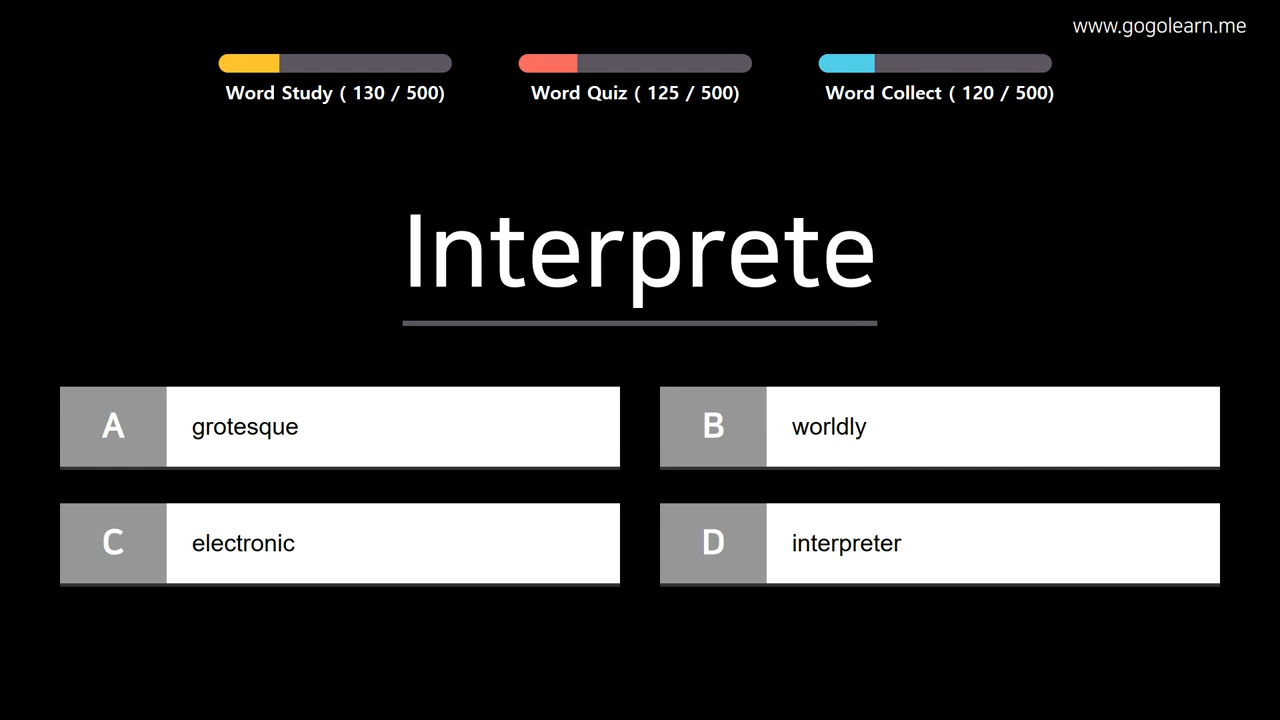 www.gogolearn.me
Word Study ( 130 / 500)
Word Quiz ( 125 / 500)
Word Collect ( 120 / 500)
Interprete
A grotesque
B worldly
C electronic
D interpreter